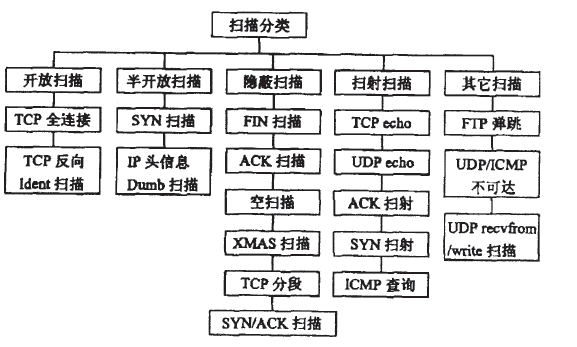 扫描分类
开放扫描
半开放扫描
隐蔽扫描
扫射扫描
其它扫描
TCP 全连接
SYN 扫描
FIN 扫描
TCP echo
FTP 弹跳
TCP 反向
Ident 扫描
IP 头信息
Dumb 扫描
ACK 扫描
UDP echo
UDP/ICMP
不可达
空扫描
ACK 扫射
UDP recvfrom
/write 扫描
XMAS 扫描
SYN 扫射
TCP 分段
ICMP 查询
SYN/ACK 扫描